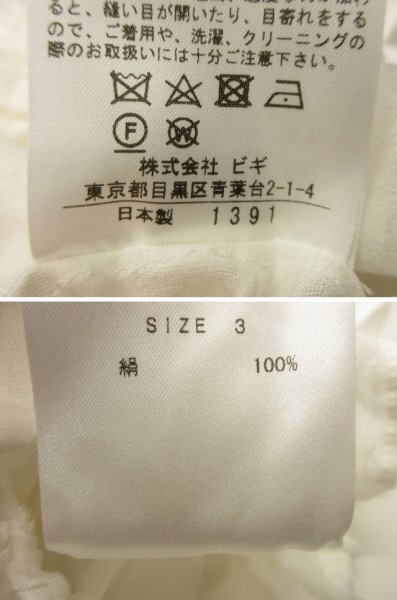 ると、縫い目が開いたり、目寄れをする
ので、ご着用や、洗濯、クリーニングの
際のお取扱いには十分ご注意下さい。
F W
株式会社 ビギ
東京都目黒区青葉台2-1-4
日本製 1391
SIZE 3
絹 100%